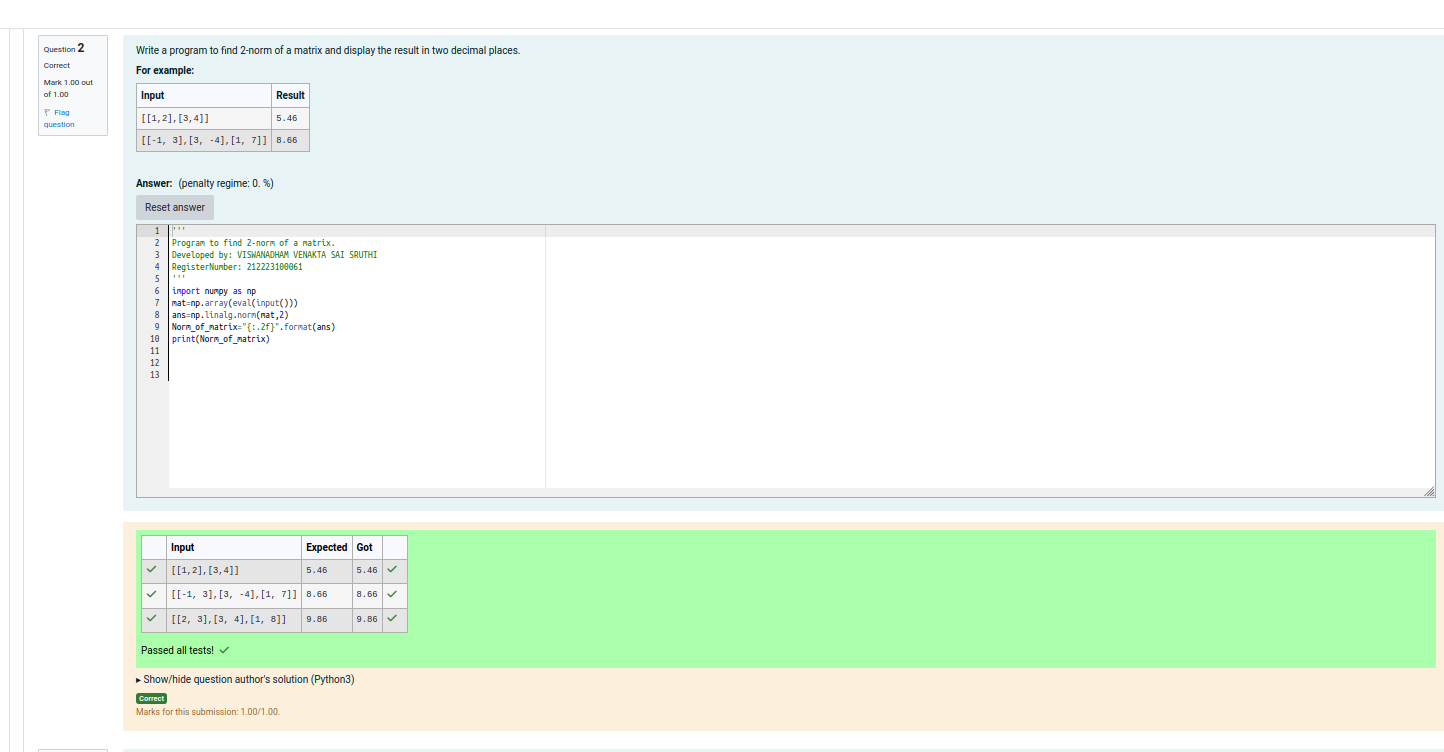 Question 2
Correct
Mark 1.00 out
of 1.00
Flag
question
Write a program to find 2-norm of a matrix and display the result in two decimal places.
For example:
Input Result
[[1,2],[3,4]] 5.46
[[-1, 3],[3, -4],[1, 7]] 8.66
Answer: (penalty regime: 0. %)
Reset answer
1 '''
2 Program to find 2-norm of a matrix.
3 Developed by: VISWANADHAM VENAKTA SAI SRUTHI
4 RegisterNumber: 212223100061
5 '''
6 import numpy as np
7 mat=np.array(eval(input()))
8 ans=np.linalg.norm(mat,2)
9 Norm_of_matrix="{:.2f}".format(ans)
10 print(Norm_of_matrix)
11
12
13
Input Expected Got
[[1,2],[3,4]] 5.46 5.46
[[-1, 3],[3, -4],[1, 7]] 8.66 8.66
[[2, 3],[3, 4],[1, 8]] 9.86 9.86
Passed all tests!
Show/hide question author's solution (Python3)
Correct
Marks for this submission: 1.00/1.00.